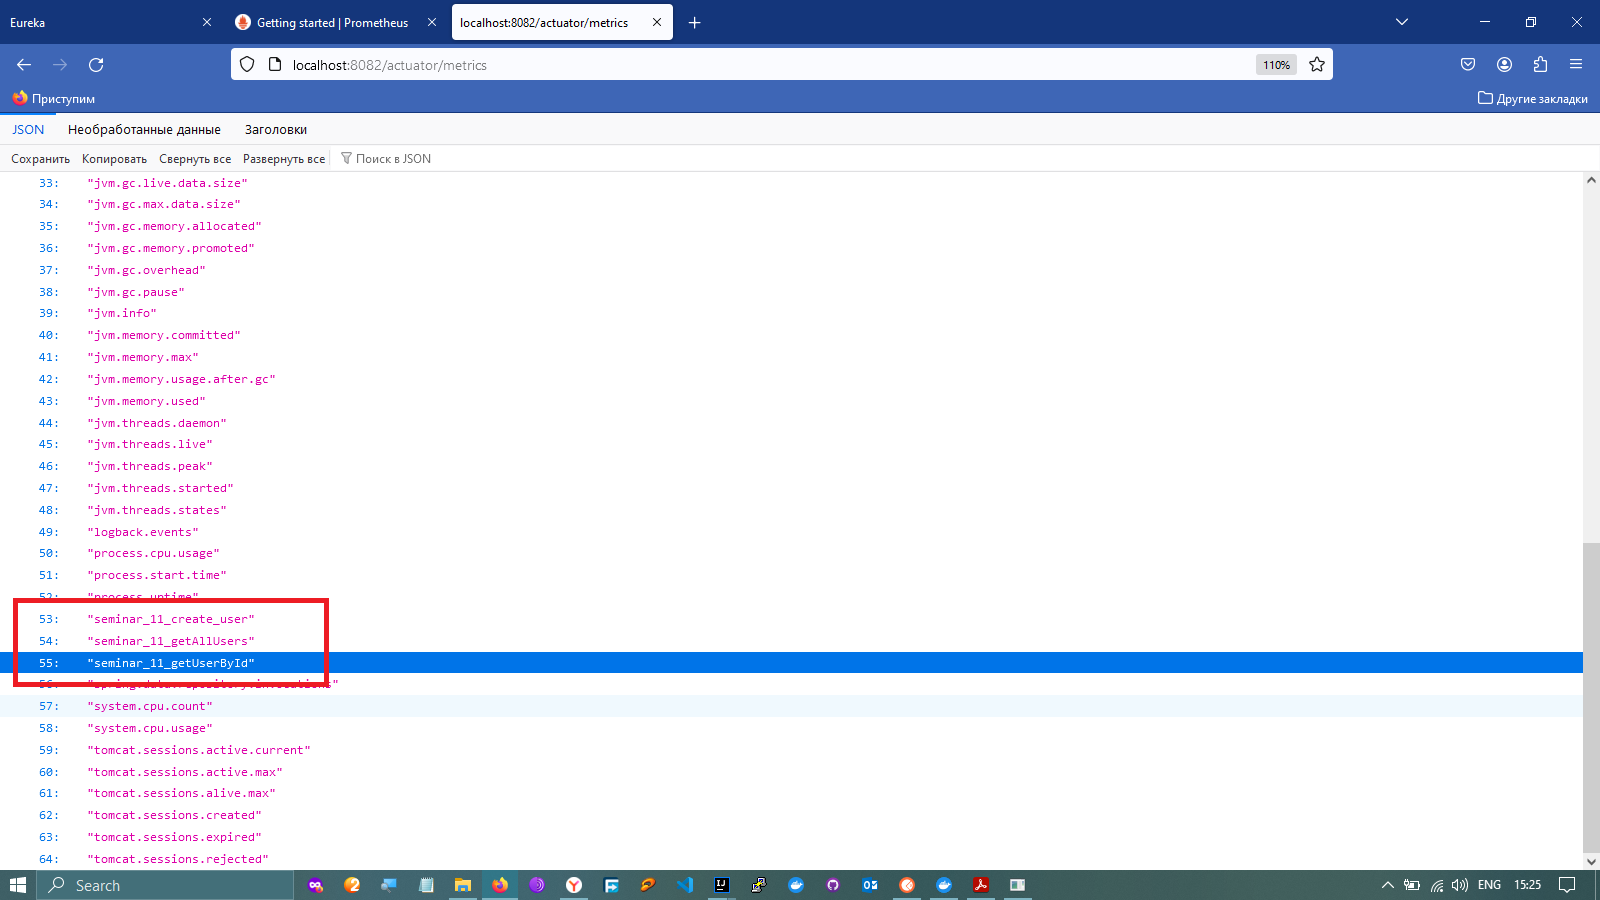 Eureka
Getting started | Prometheus
localhost:8082/actuator/metrics
localhost:8082/actuator/metrics
110%
Приступим
Другие закладки
JSON
Необработанные данные
Заголовки
Сохранить
Копировать
Свернуть все
Развернуть все
Поиск в JSON
33: "jvm.gc.live.data.size"
34: "jvm.gc.max.data.size"
35: "jvm.gc.memory.allocated"
36: "jvm.gc.memory.promoted"
37: "jvm.gc.overhead"
38: "jvm.gc.pause"
39: "jvm.info"
40: "jvm.memory.committed"
41: "jvm.memory.max"
42: "jvm.memory.usage.after.gc"
43: "jvm.memory.used"
44: "jvm.threads.daemon"
45: "jvm.threads.live"
46: "jvm.threads.peak"
47: "jvm.threads.started"
48: "jvm.threads.states"
49: "logback.events"
50: "process.cpu.usage"
51: "process.start.time"
52: "process.uptime"
53: "seminar_11_create_user"
54: "seminar_11_getAllUsers"
55: "seminar_11_getUserById"
56: "spring.data.repository.invocations"
57: "system.cpu.count"
58: "system.cpu.usage"
59: "tomcat.sessions.active.current"
60: "tomcat.sessions.active.max"
61: "tomcat.sessions.alive.max"
62: "tomcat.sessions.created"
63: "tomcat.sessions.expired"
64: "tomcat.sessions.rejected"
Search
ENG
15:25